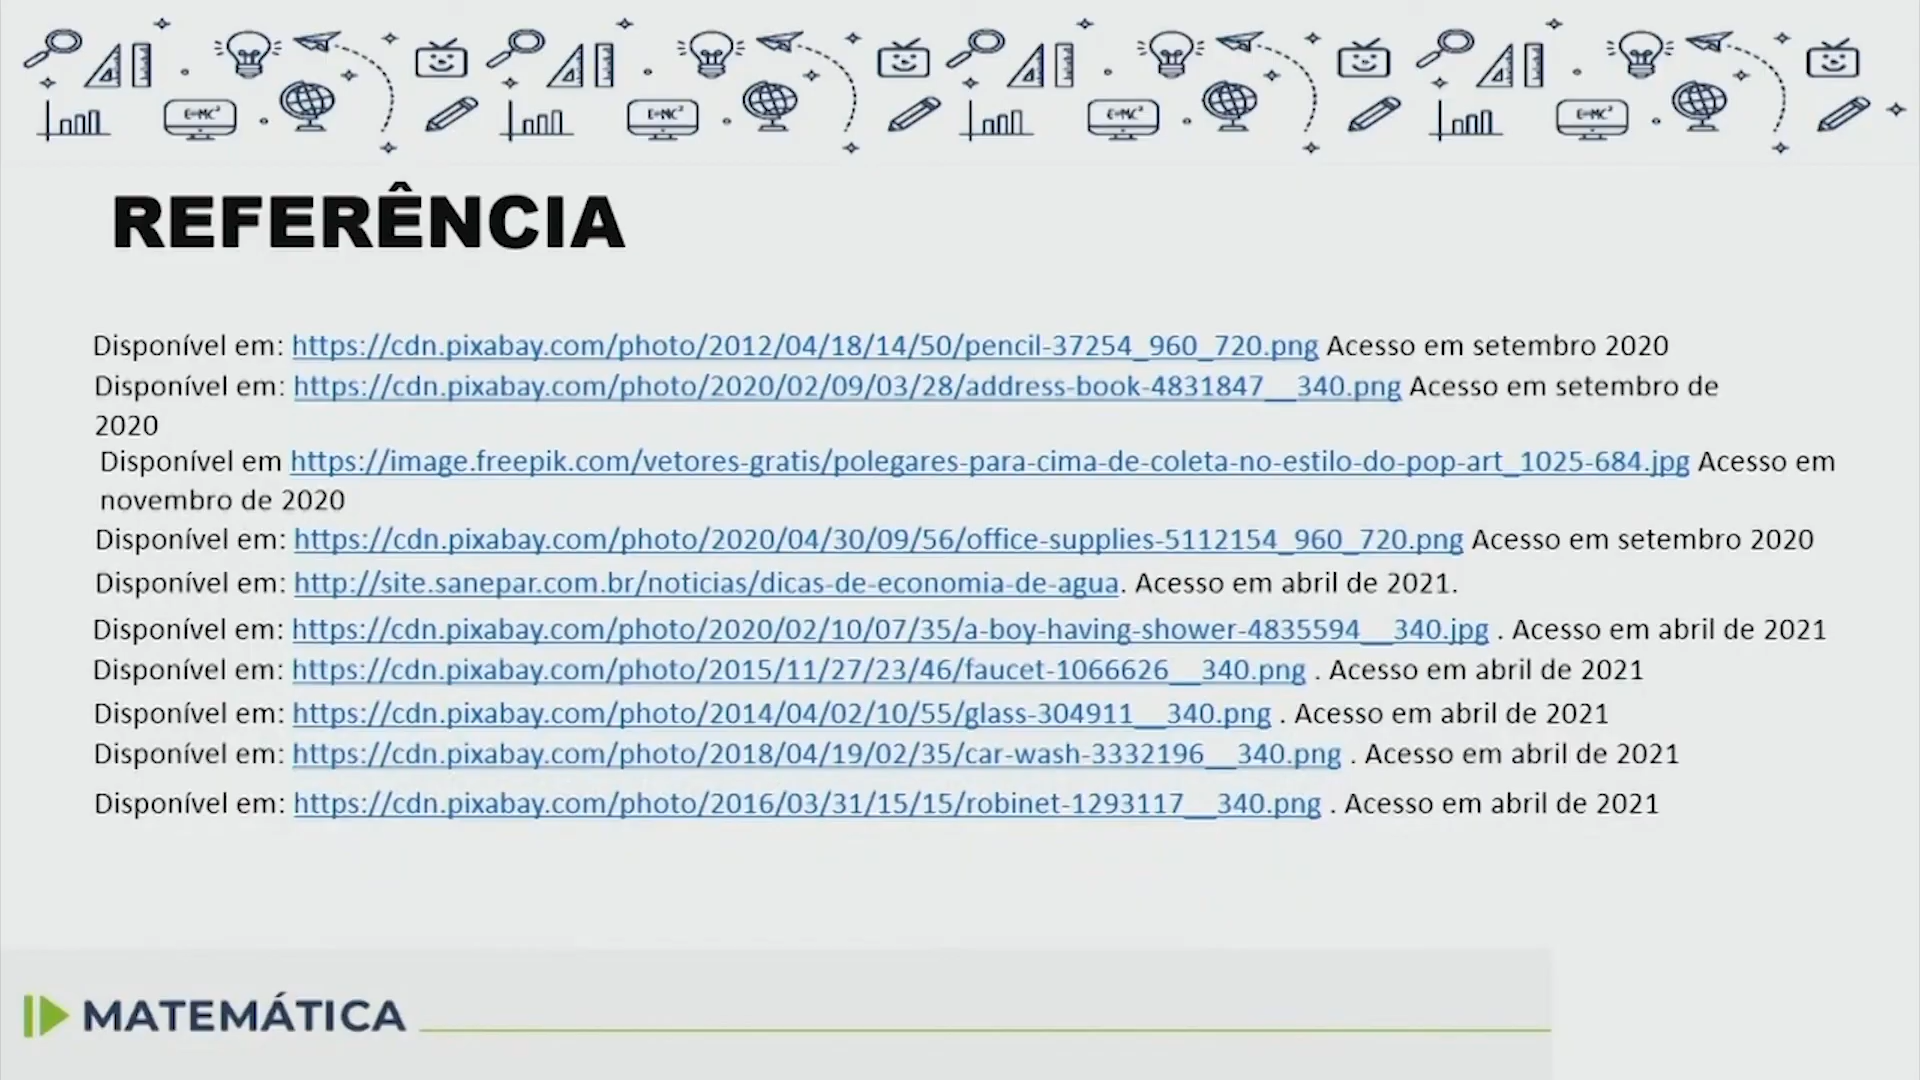 E=MC²
E=MC²
E=MC²
E=MC²
REFERÊNCIA
Disponível em: https://cdn.pixabay.com/photo/2012/04/18/14/50/pencil-37254_960_720.png Acesso em setembro 2020
Disponível em: https://cdn.pixabay.com/photo/2020/02/09/03/28/address-book-4831847__340.png Acesso em setembro de
2020
Disponível em https://image.freepik.com/vetores-gratis/polegares-para-cima-de-coleta-no-estilo-do-pop-art_1025-684.jpg Acesso em
novembro de 2020
Disponível em: https://cdn.pixabay.com/photo/2020/04/30/09/56/office-supplies-5112154_960_720.png Acesso em setembro 2020
Disponível em: http://site.sanepar.com.br/noticias/dicas-de-economia-de-agua. Acesso em abril de 2021.
Disponível em: https://cdn.pixabay.com/photo/2020/02/10/07/35/a-boy-having-shower-4835594__340.jpg . Acesso em abril de 2021
Disponível em: https://cdn.pixabay.com/photo/2015/11/27/23/46/faucet-1066626__340.png . Acesso em abril de 2021
Disponível em: https://cdn.pixabay.com/photo/2014/04/02/10/55/glass-304911__340.png . Acesso em abril de 2021
Disponível em: https://cdn.pixabay.com/photo/2018/04/19/02/35/car-wash-3332196__340.png . Acesso em abril de 2021
Disponível em: https://cdn.pixabay.com/photo/2016/03/31/15/15/robinet-1293117__340.png . Acesso em abril de 2021
MATEMÁTICA